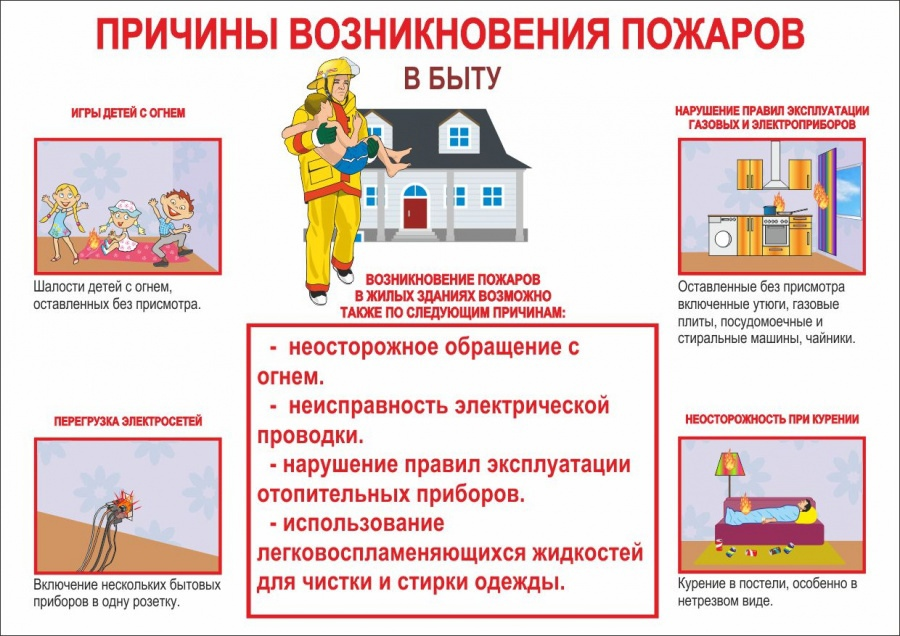 ПРИЧИНЫ ВОЗНИКНОВЕНИЯ ПОЖАРОВ
В БЫТУ
ИГРЫ ДЕТЕЙ С ОГНЕМ
Шалости детей с огнем,
оставленных без присмотра.
НАРУШЕНИЕ ПРАВИЛ ЭКСПЛУАТАЦИИ
ГАЗОВЫХ И ЭЛЕКТРОПРИБОРОВ
Оставленные без присмотра
включенные утюги, газовые
плиты, посудомоечные и
стиральные машины, чайники.
ВОЗНИКНОВЕНИЕ ПОЖАРОВ
В ЖИЛЫХ ЗДАНИЯХ ВОЗМОЖНО
ТАКЖЕ ПО СЛЕДУЮЩИМ ПРИЧИНАМ:
- неосторожное обращение с
огнем.
- неисправность электрической
проводки.
- нарушение правил эксплуатации
отопительных приборов.
- использование
легковоспламеняющихся жидкостей
для чистки и стирки одежды.
ПЕРЕГРУЗКА ЭЛЕКТРОСЕТЕЙ
Включение нескольких бытовых
приборов в одну розетку.
НЕОСТОРОЖНОСТЬ ПРИ КУРЕНИИ
Курение в постели, особенно в
нетрезвом виде.